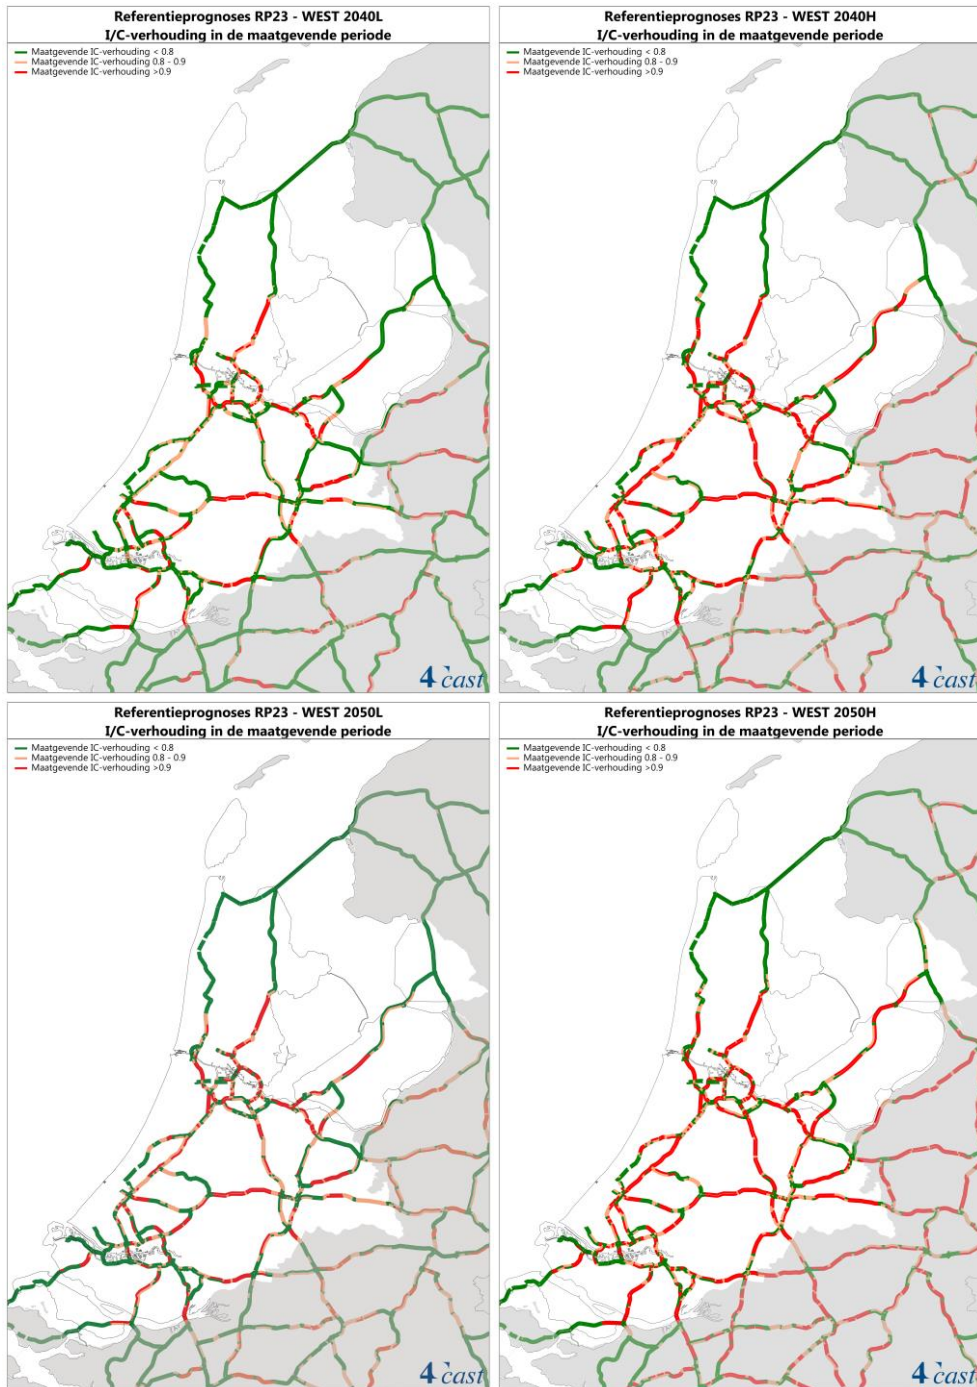 Referentieprognoses RP23 - WEST 2040L
I/C-verhouding in de maatgevende periode
Maatgevende IC-verhouding < 0.8
Maatgevende IC-verhouding 0.8 - 0.9
Maatgevende IC-verhouding >0.9
4cast
Referentieprognoses RP23 - WEST 2040H
I/C-verhouding in de maatgevende periode
Maatgevende IC-verhouding < 0.8
Maatgevende IC-verhouding 0.8 - 0.9
Maatgevende IC-verhouding >0.9
4cast
Referentieprognoses RP23 - WEST 2050L
I/C-verhouding in de maatgevende periode
Maatgevende IC-verhouding < 0.8
Maatgevende IC-verhouding 0.8 - 0.9
Maatgevende IC-verhouding >0.9
4cast
Referentieprognoses RP23 - WEST 2050H
I/C-verhouding in de maatgevende periode
Maatgevende IC-verhouding < 0.8
Maatgevende IC-verhouding 0.8 - 0.9
Maatgevende IC-verhouding >0.9
4cast